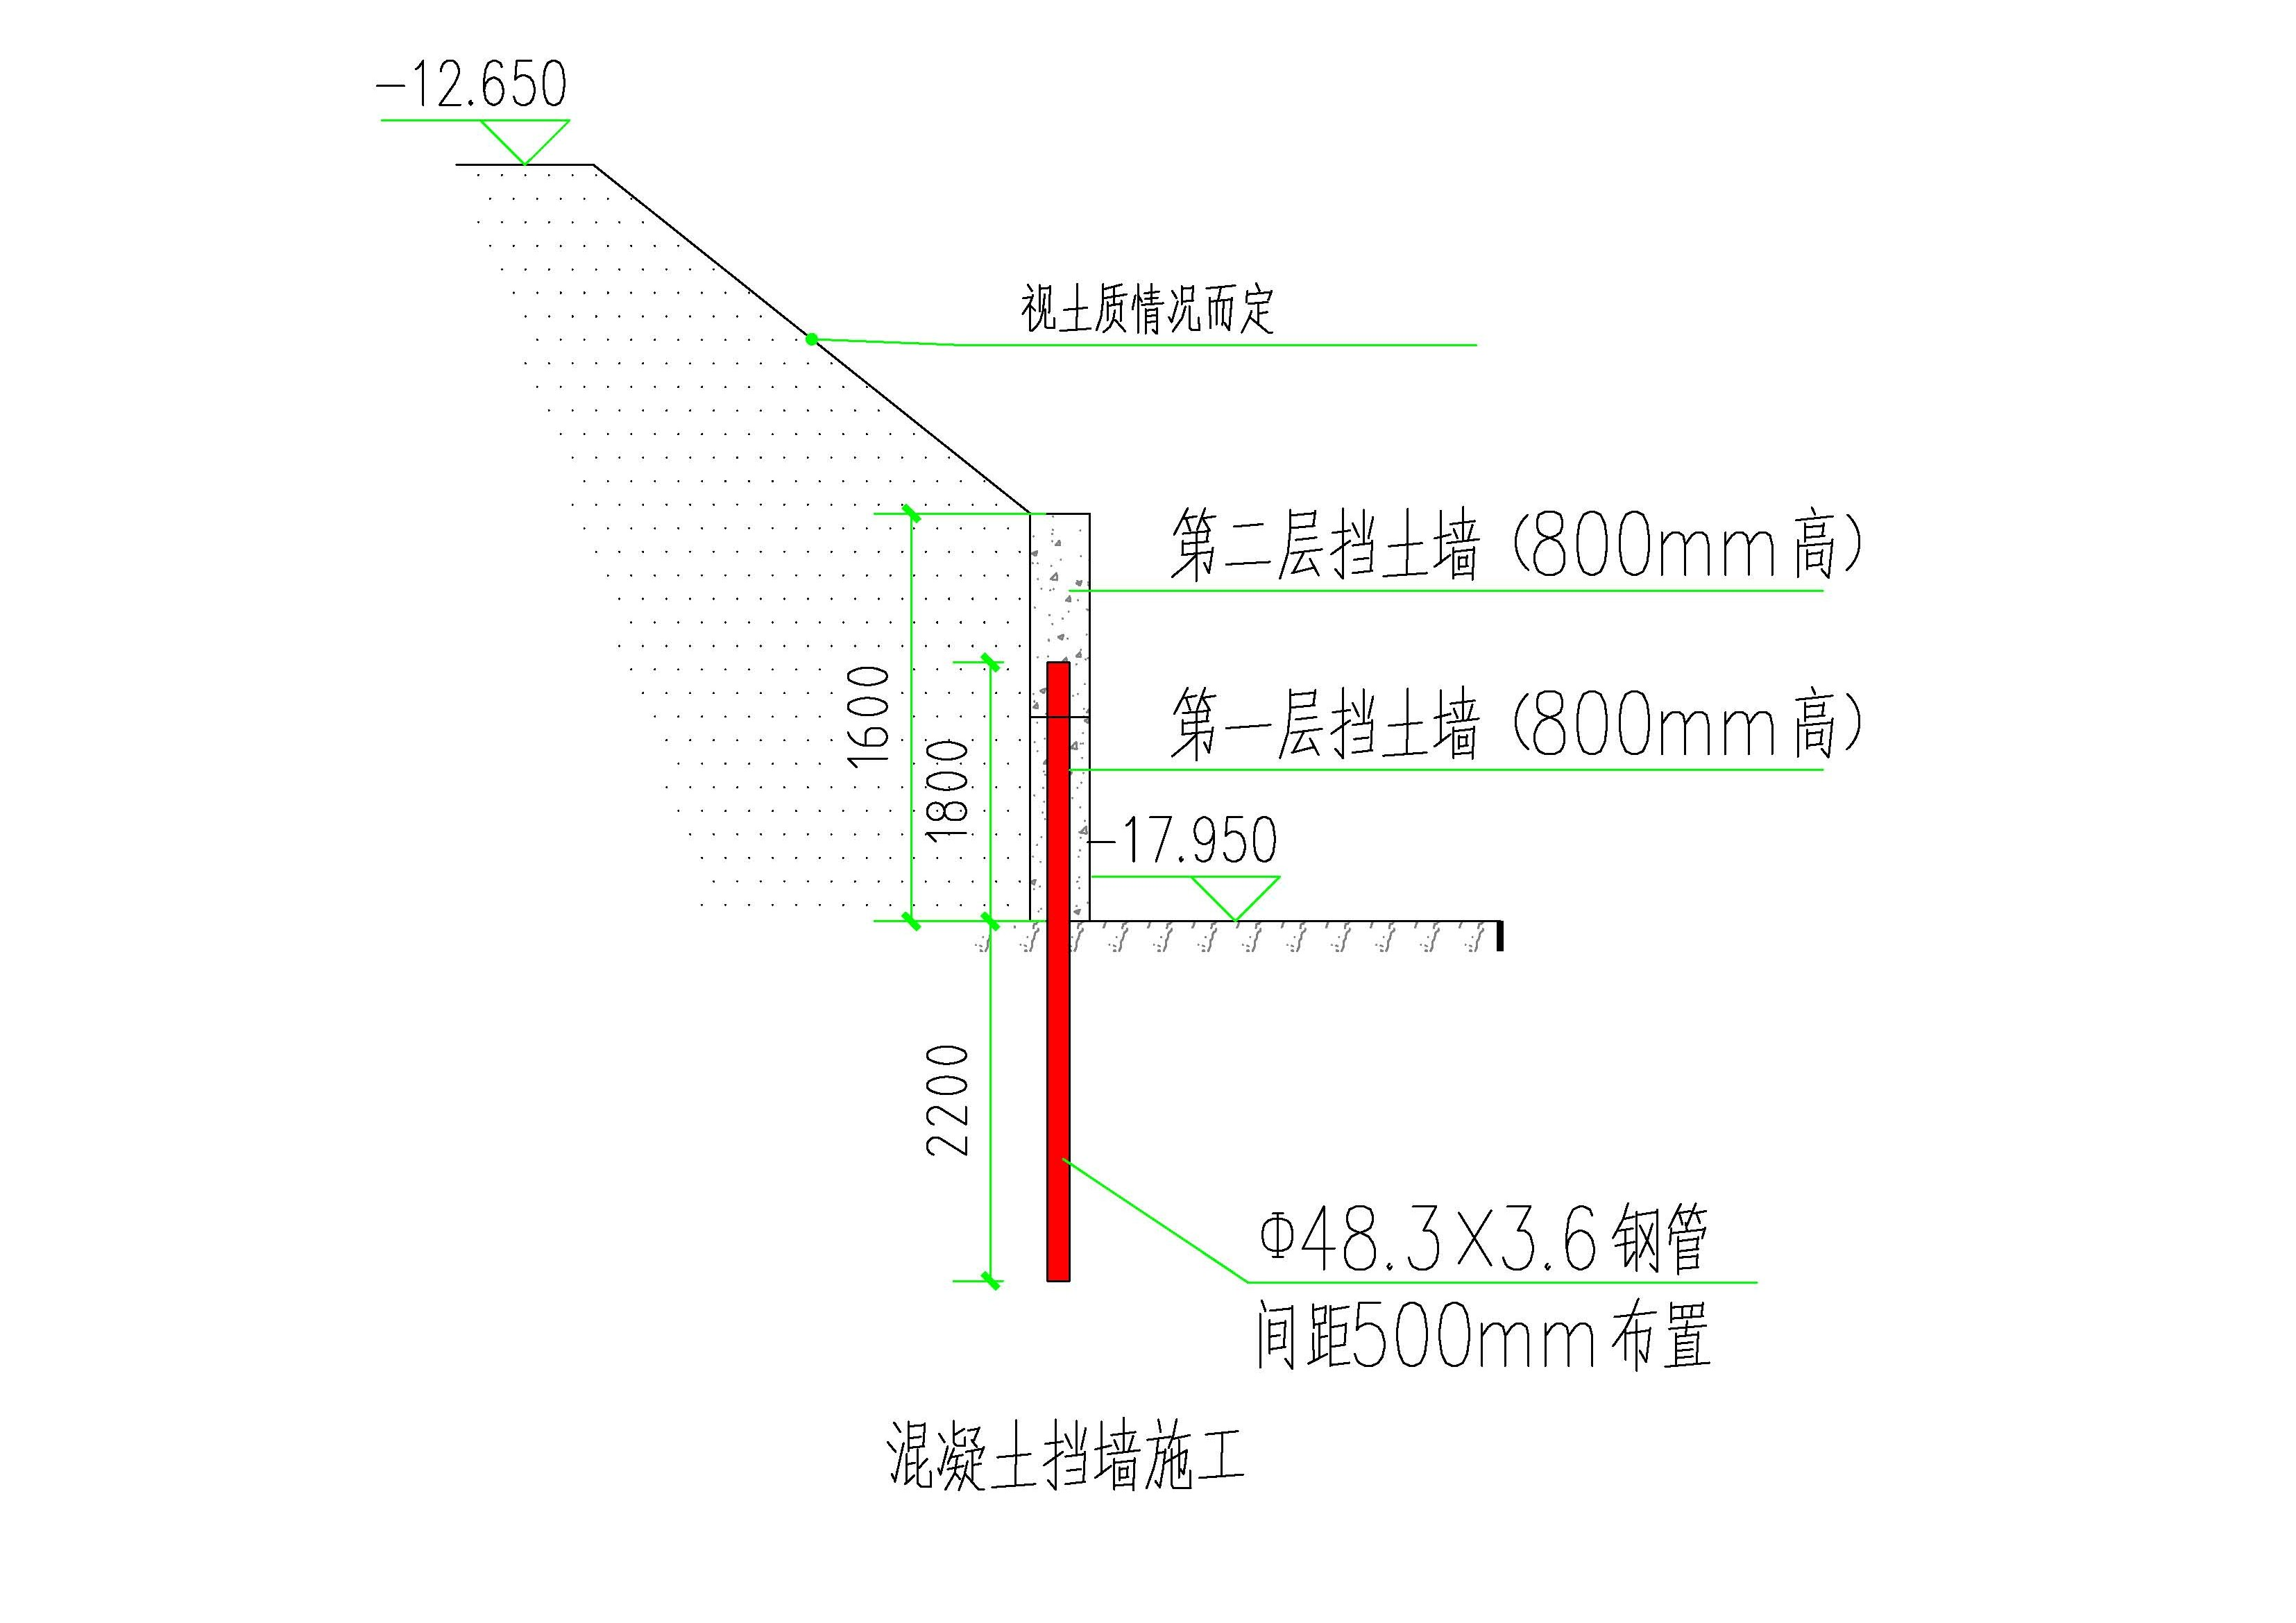 -12.650
视土质情况而定
第二层挡土墙(800mm高)
1600
第一层挡土墙(800mm高)
1800
-17.950
2200
Φ48.3X3.6钢管
间距500mm布置
混凝土挡墙施工